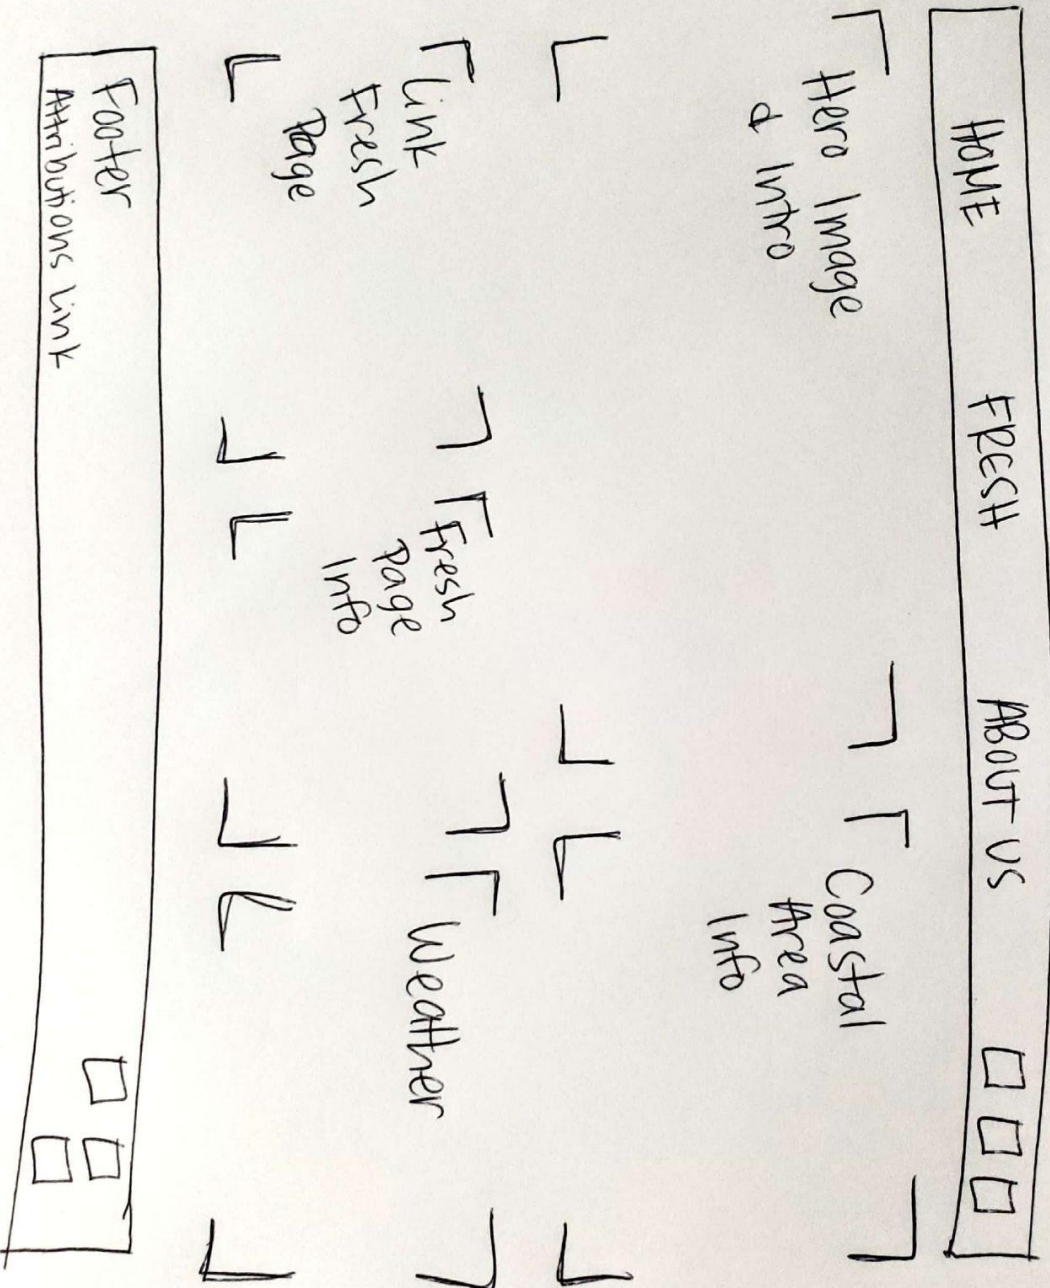 HOME FRESH ABOUT US
Hero Image
& Intro
Coastal
Area
Info
Link
Fresh
Page
Fresh
Page
Info
Weather
Footer
Attributions Link